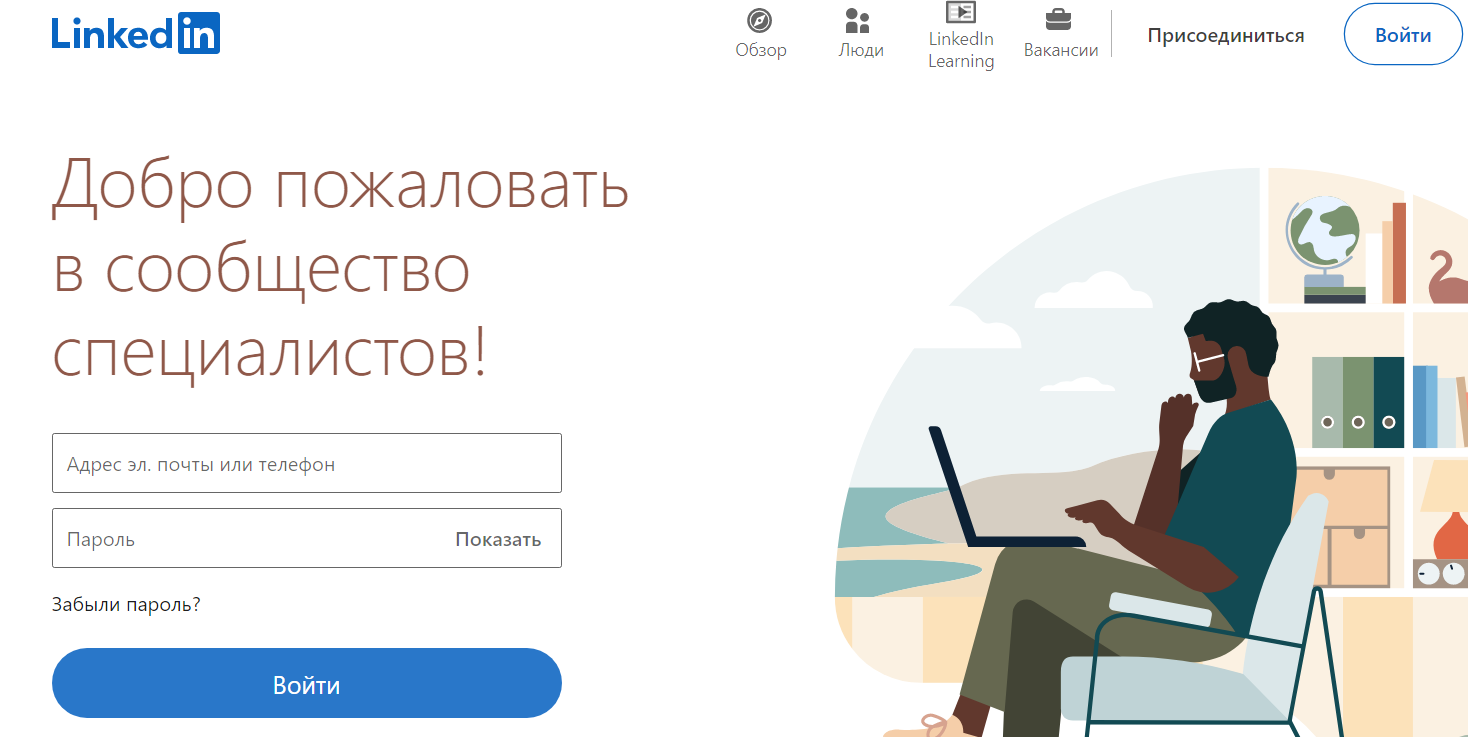 LinkedIn
Обзор
Люди
LinkedIn
Learning
Вакансии
Присоединиться
Войти
Добро пожаловать
в сообщество
специалистов!
Адрес эл. почты или телефон
Пароль
Показать
Забыли пароль?
Войти